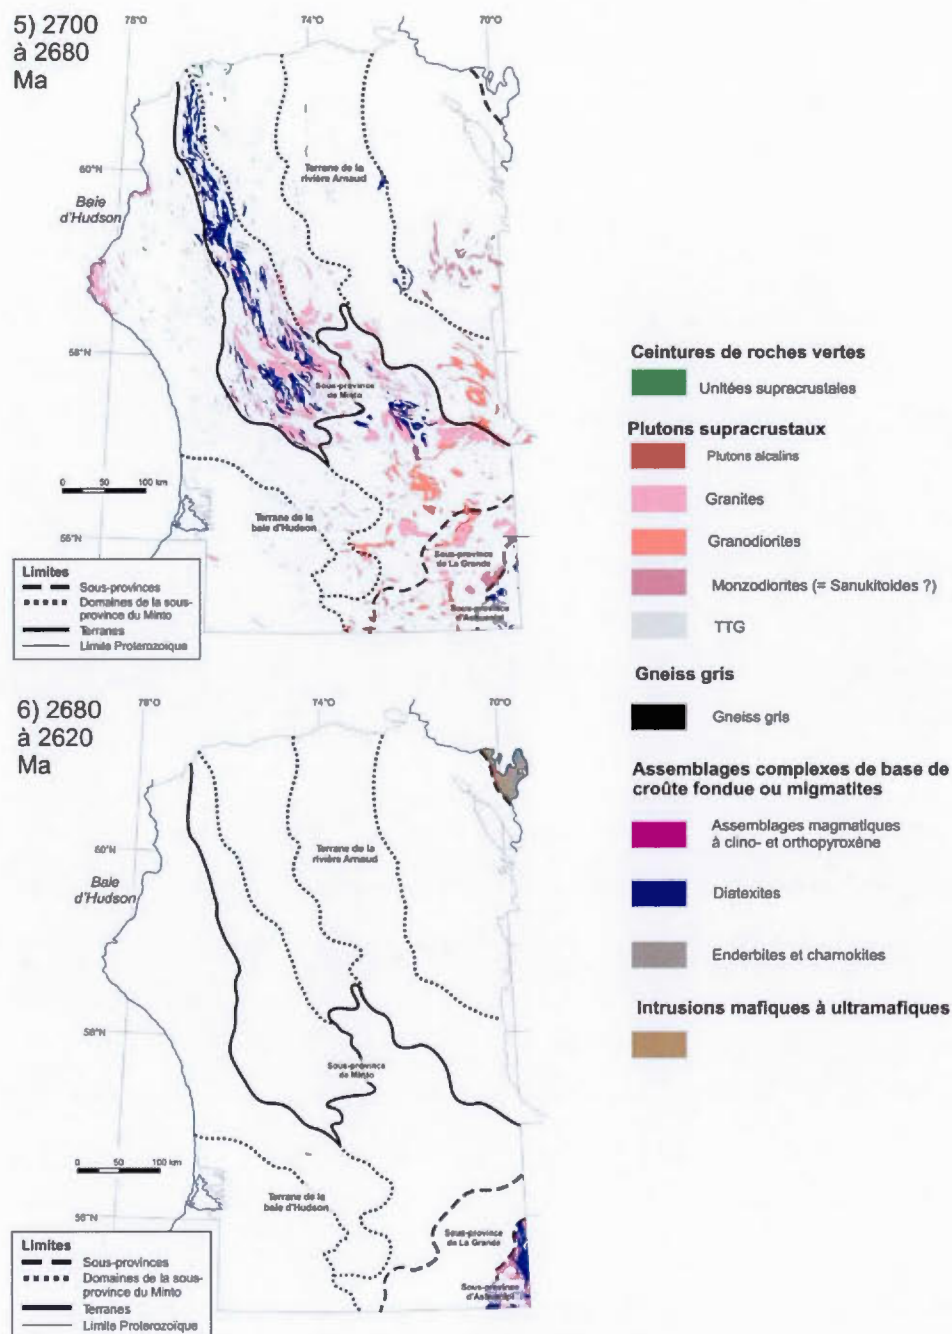 5) 2700
à 2680
Ma
78°O
74°O
70°O
60°N
Baie
d'Hudson
Terrane de la
rivière Arnaud
58°N
Sous-province
de Minto
0 50 100 km
Terrane de la
baie d'Hudson
56°N
Sous-province
de La Grande
Sous-province
d'Ashuanipi
Limites
Sous-provinces
Domaines de la sous-
province du Minto
Terranes
Limite Proterozoïque
Ceintures de roches vertes
Unitées supracrustales
Plutons supracrustaux
Plutons alcalins
Granites
Granodiorites
Monzodiorites (= Sanukitoides ?)
TTG
Gneiss gris
Gneiss gris
Assemblages complexes de base de
croûte fondue ou migmatites
Assemblages magmatiques
à clino- et orthopyroxène
Diatexites
Enderbites et charnokites
Intrusions mafiques à ultramafiques
6) 2680
à 2620
Ma
78°O
74°O
70°O
60°N
Baie
d'Hudson
Terrane de la
rivière Arnaud
58°N
Sous-province
de Minto
0 50 100 km
Terrane de la
baie d'Hudson
56°N
Sous-province
de La Grande
Sous-province
d'Ashuanipi
Limites
Sous-provinces
Domaines de la sous-
province du Minto
Terranes
Limite Proterozoïque